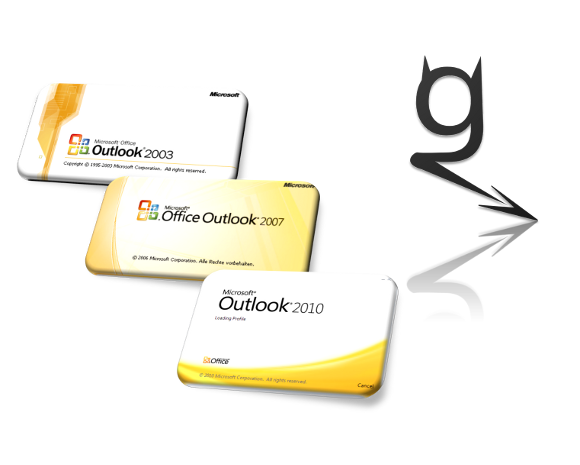 Microsoft
Microsoft Office
Outlook 2003
Copyright © 1995-2003 Microsoft Corporation. All rights reserved.
Microsoft
Microsoft®
Office Outlook® 2007
© 2006 Microsoft Corporation. Alle Rechte vorbehalten.
Microsoft®
Outlook® 2010
Loading Profile
Office
© 2010 Microsoft Corporation. All rights reserved.
Cancel
g